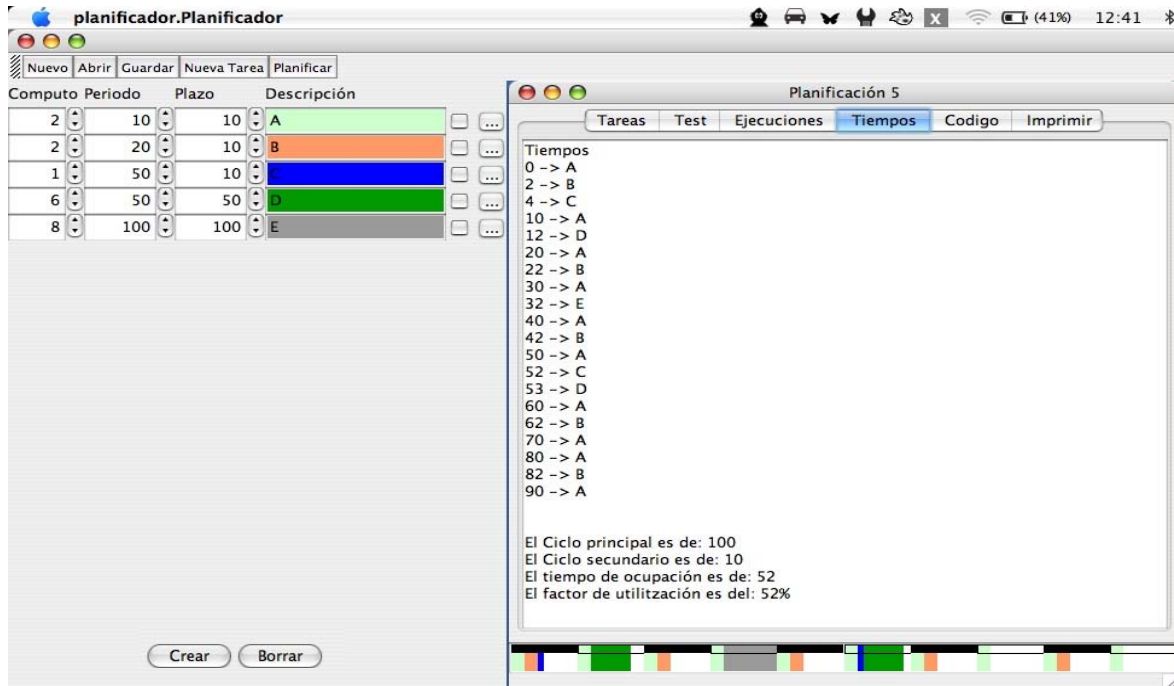 planificador.Planificador
(41%) 12:41
Nuevo Abrir Guardar Nueva Tarea Planificar
Computo Periodo Plazo Descripción
2 10 10 A ...
2 20 10 B ...
1 50 10 C ...
6 50 50 D ...
8 100 100 E ...
Crear Borrar
Planificación 5
Tareas Test Ejecuciones Tiempos Codigo Imprimir
Tiempos
0 -> A
2 -> B
4 -> C
10 -> A
12 -> D
20 -> A
22 -> B
30 -> A
32 -> E
40 -> A
42 -> B
50 -> A
52 -> C
53 -> D
60 -> A
62 -> B
70 -> A
80 -> A
82 -> B
90 -> A
El Ciclo principal es de: 100
El Ciclo secundario es de: 10
El tiempo de ocupación es de: 52
El factor de utilitzación es del: 52%